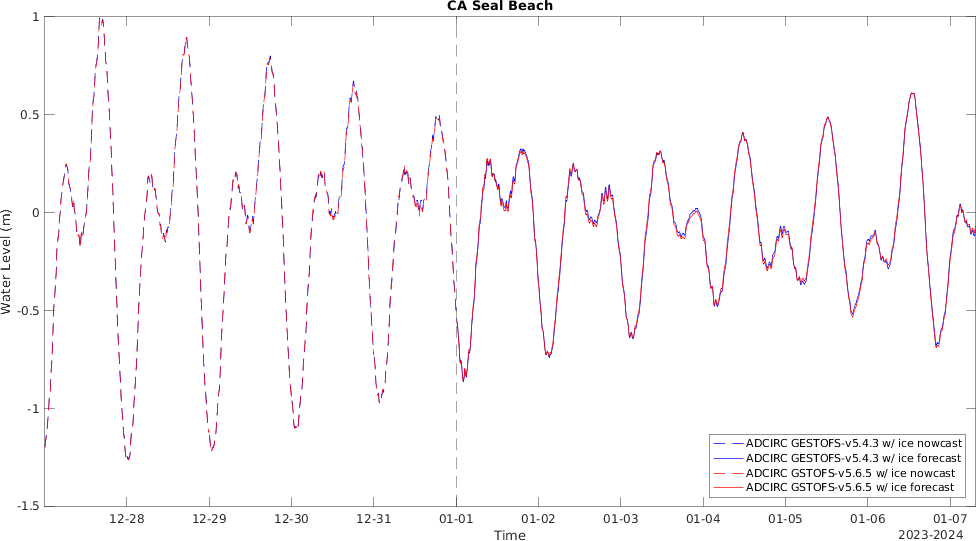 CA Seal Beach
1
0.5
0
-0.5
-1
-1.5
Water Level (m)
12-28 12-29 12-30 12-31 01-01 01-02 01-03 01-04 01-05 01-06 01-07
Time
2023-2024
ADCIRC GESTOFS-v5.4.3 w/ ice nowcast
ADCIRC GESTOFS-v5.4.3 w/ ice forecast
ADCIRC GSTOFS-v5.6.5 w/ ice nowcast
ADCIRC GSTOFS-v5.6.5 w/ ice forecast